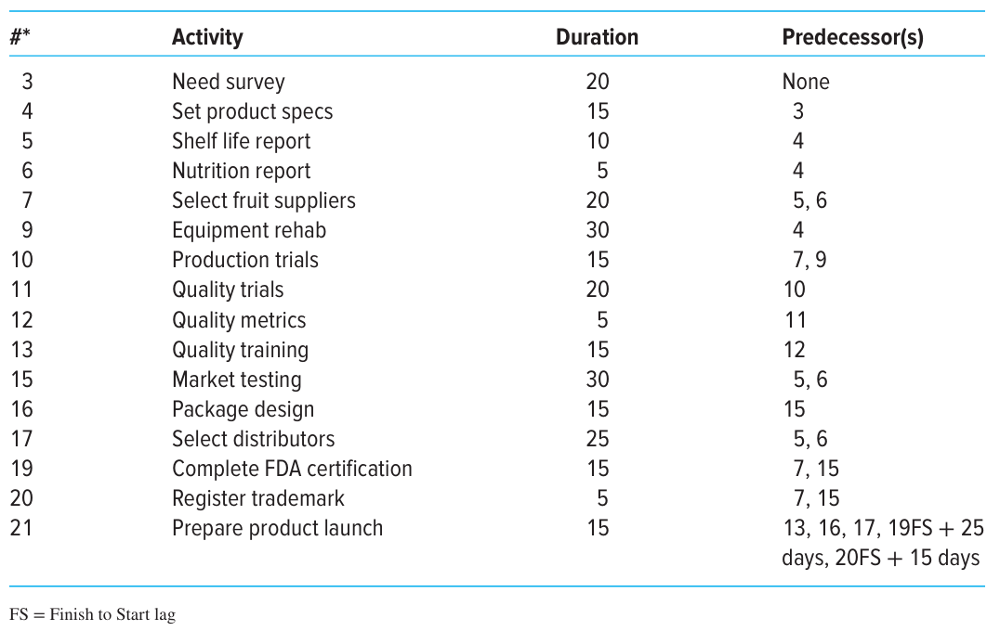 #* Activity Duration Predecessor(s)
3 Need survey 20 None
4 Set product specs 15 3
5 Shelf life report 10 4
6 Nutrition report 5 4
7 Select fruit suppliers 20 5, 6
9 Equipment rehab 30 4
10 Production trials 15 7, 9
11 Quality trials 20 10
12 Quality metrics 5 11
13 Quality training 15 12
15 Market testing 30 5, 6
16 Package design 15 15
17 Select distributors 25 5, 6
19 Complete FDA certification 15 7, 15
20 Register trademark 5 7, 15
21 Prepare product launch 15 13, 16, 17, 19FS + 25
days, 20FS + 15 days
FS = Finish to Start lag